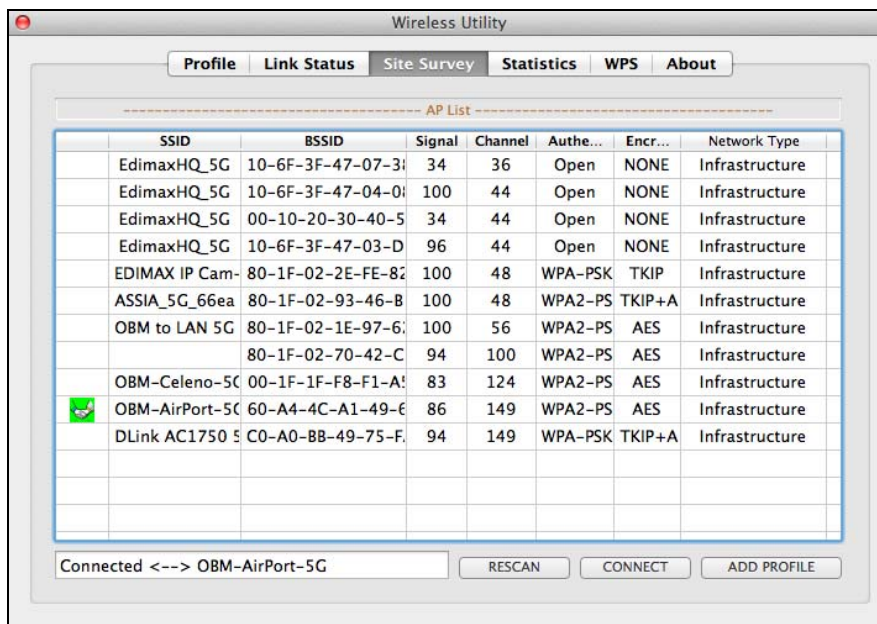 Wireless Utility
Profile Link Status Site Survey Statistics WPS About
AP List
SSID BSSID Signal Channel Authe... Encr... Network Type
EdimaxHQ_5G 10-6F-3F-47-07-3 34 36 Open NONE Infrastructure
EdimaxHQ_5G 10-6F-3F-47-04-0 100 44 Open NONE Infrastructure
EdimaxHQ_5G 00-10-20-30-40-5 34 44 Open NONE Infrastructure
EdimaxHQ_5G 10-6F-3F-47-03-D 96 44 Open NONE Infrastructure
EDIMAX IP Cam- 80-1F-02-2E-FE-82 100 48 WPA-PSK TKIP Infrastructure
ASSIA_5G_66ea 80-1F-02-93-46-B 100 48 WPA2-PS TKIP+A Infrastructure
OBM to LAN 5G 80-1F-02-1E-97-6 100 56 WPA2-PS AES Infrastructure
80-1F-02-70-42-C 94 100 WPA2-PS AES Infrastructure
OBM-Celeno-5 00-1F-1F-F8-F1-A 83 124 WPA2-PS AES Infrastructure
OBM-AirPort-5 60-A4-4C-A1-49-6 86 149 WPA2-PS AES Infrastructure
DLink AC1750 5 C0-A0-BB-49-75-F 94 149 WPA-PSK TKIP+A Infrastructure
Connected <--> OBM-AirPort-5G RESCAN CONNECT ADD PROFILE